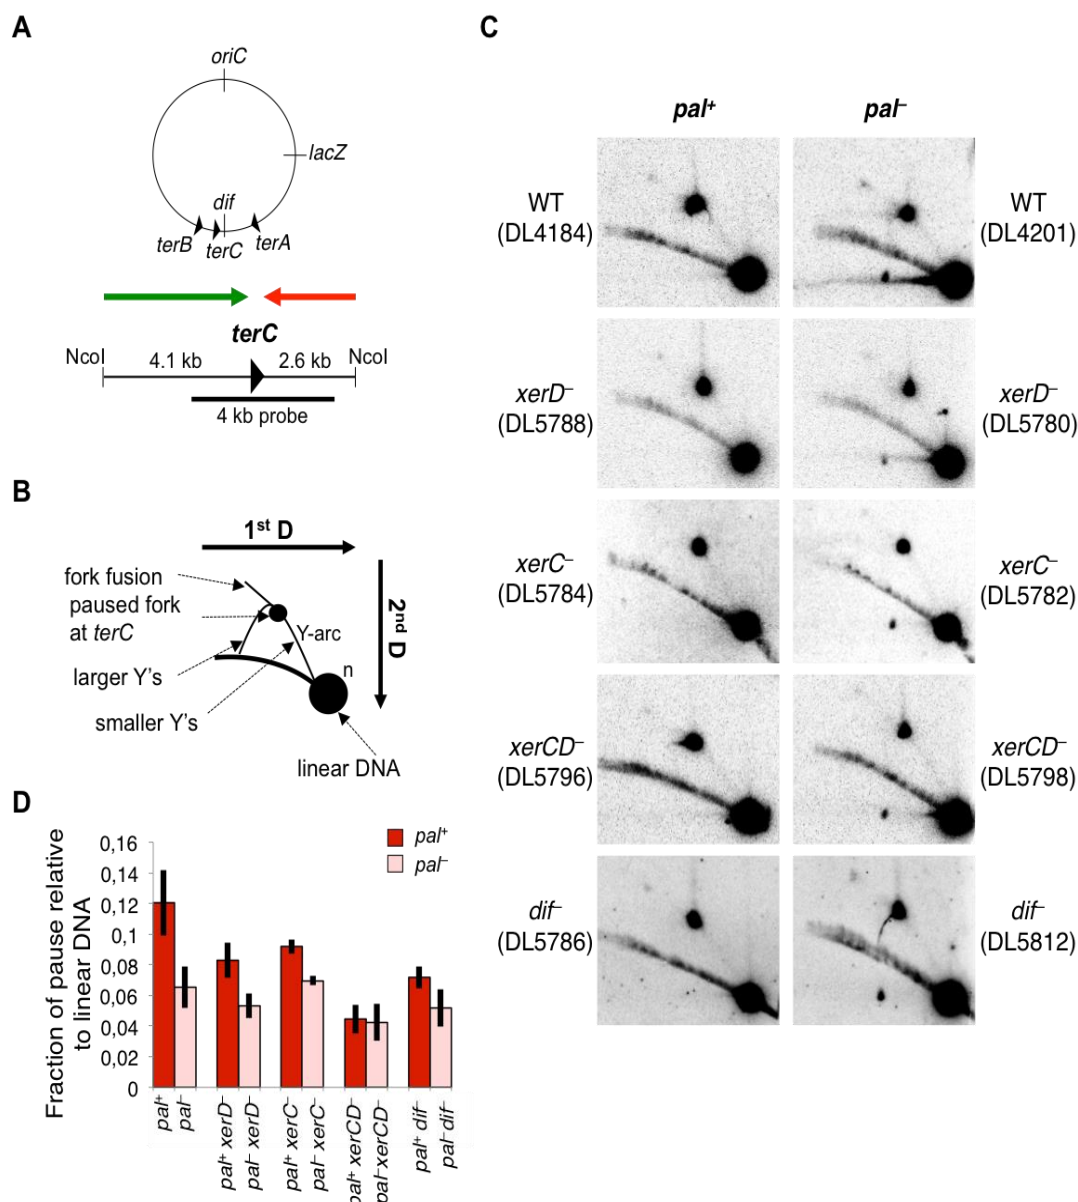 A
oriC
lacZ
dif
terB
terC
terA
terC
NcoI
4.1 kb
2.6 kb
NcoI
4 kb probe
B
1st D
2nd D
fork fusion
paused fork
at terC
Y-arc
larger Y's
n
smaller Y's
linear DNA
C
pal+
pal–
WT
(DL4184)
WT
(DL4201)
xerD–
(DL5788)
xerD–
(DL5780)
xerC–
(DL5784)
xerC–
(DL5782)
xerCD–
(DL5796)
xerCD–
(DL5798)
dif–
(DL5786)
dif–
(DL5812)
D
Fraction of pause relative
to linear DNA
pal+
pal–
0,16
0,14
0,12
0,1
0,08
0,06
0,04
0,02
0
pal+
pal–
pal+ xerD–
pal– xerD–
pal+ xerC–
pal– xerC–
pal+ xerCD–
pal–xerCD–
pal+ dif–
pal–dif–